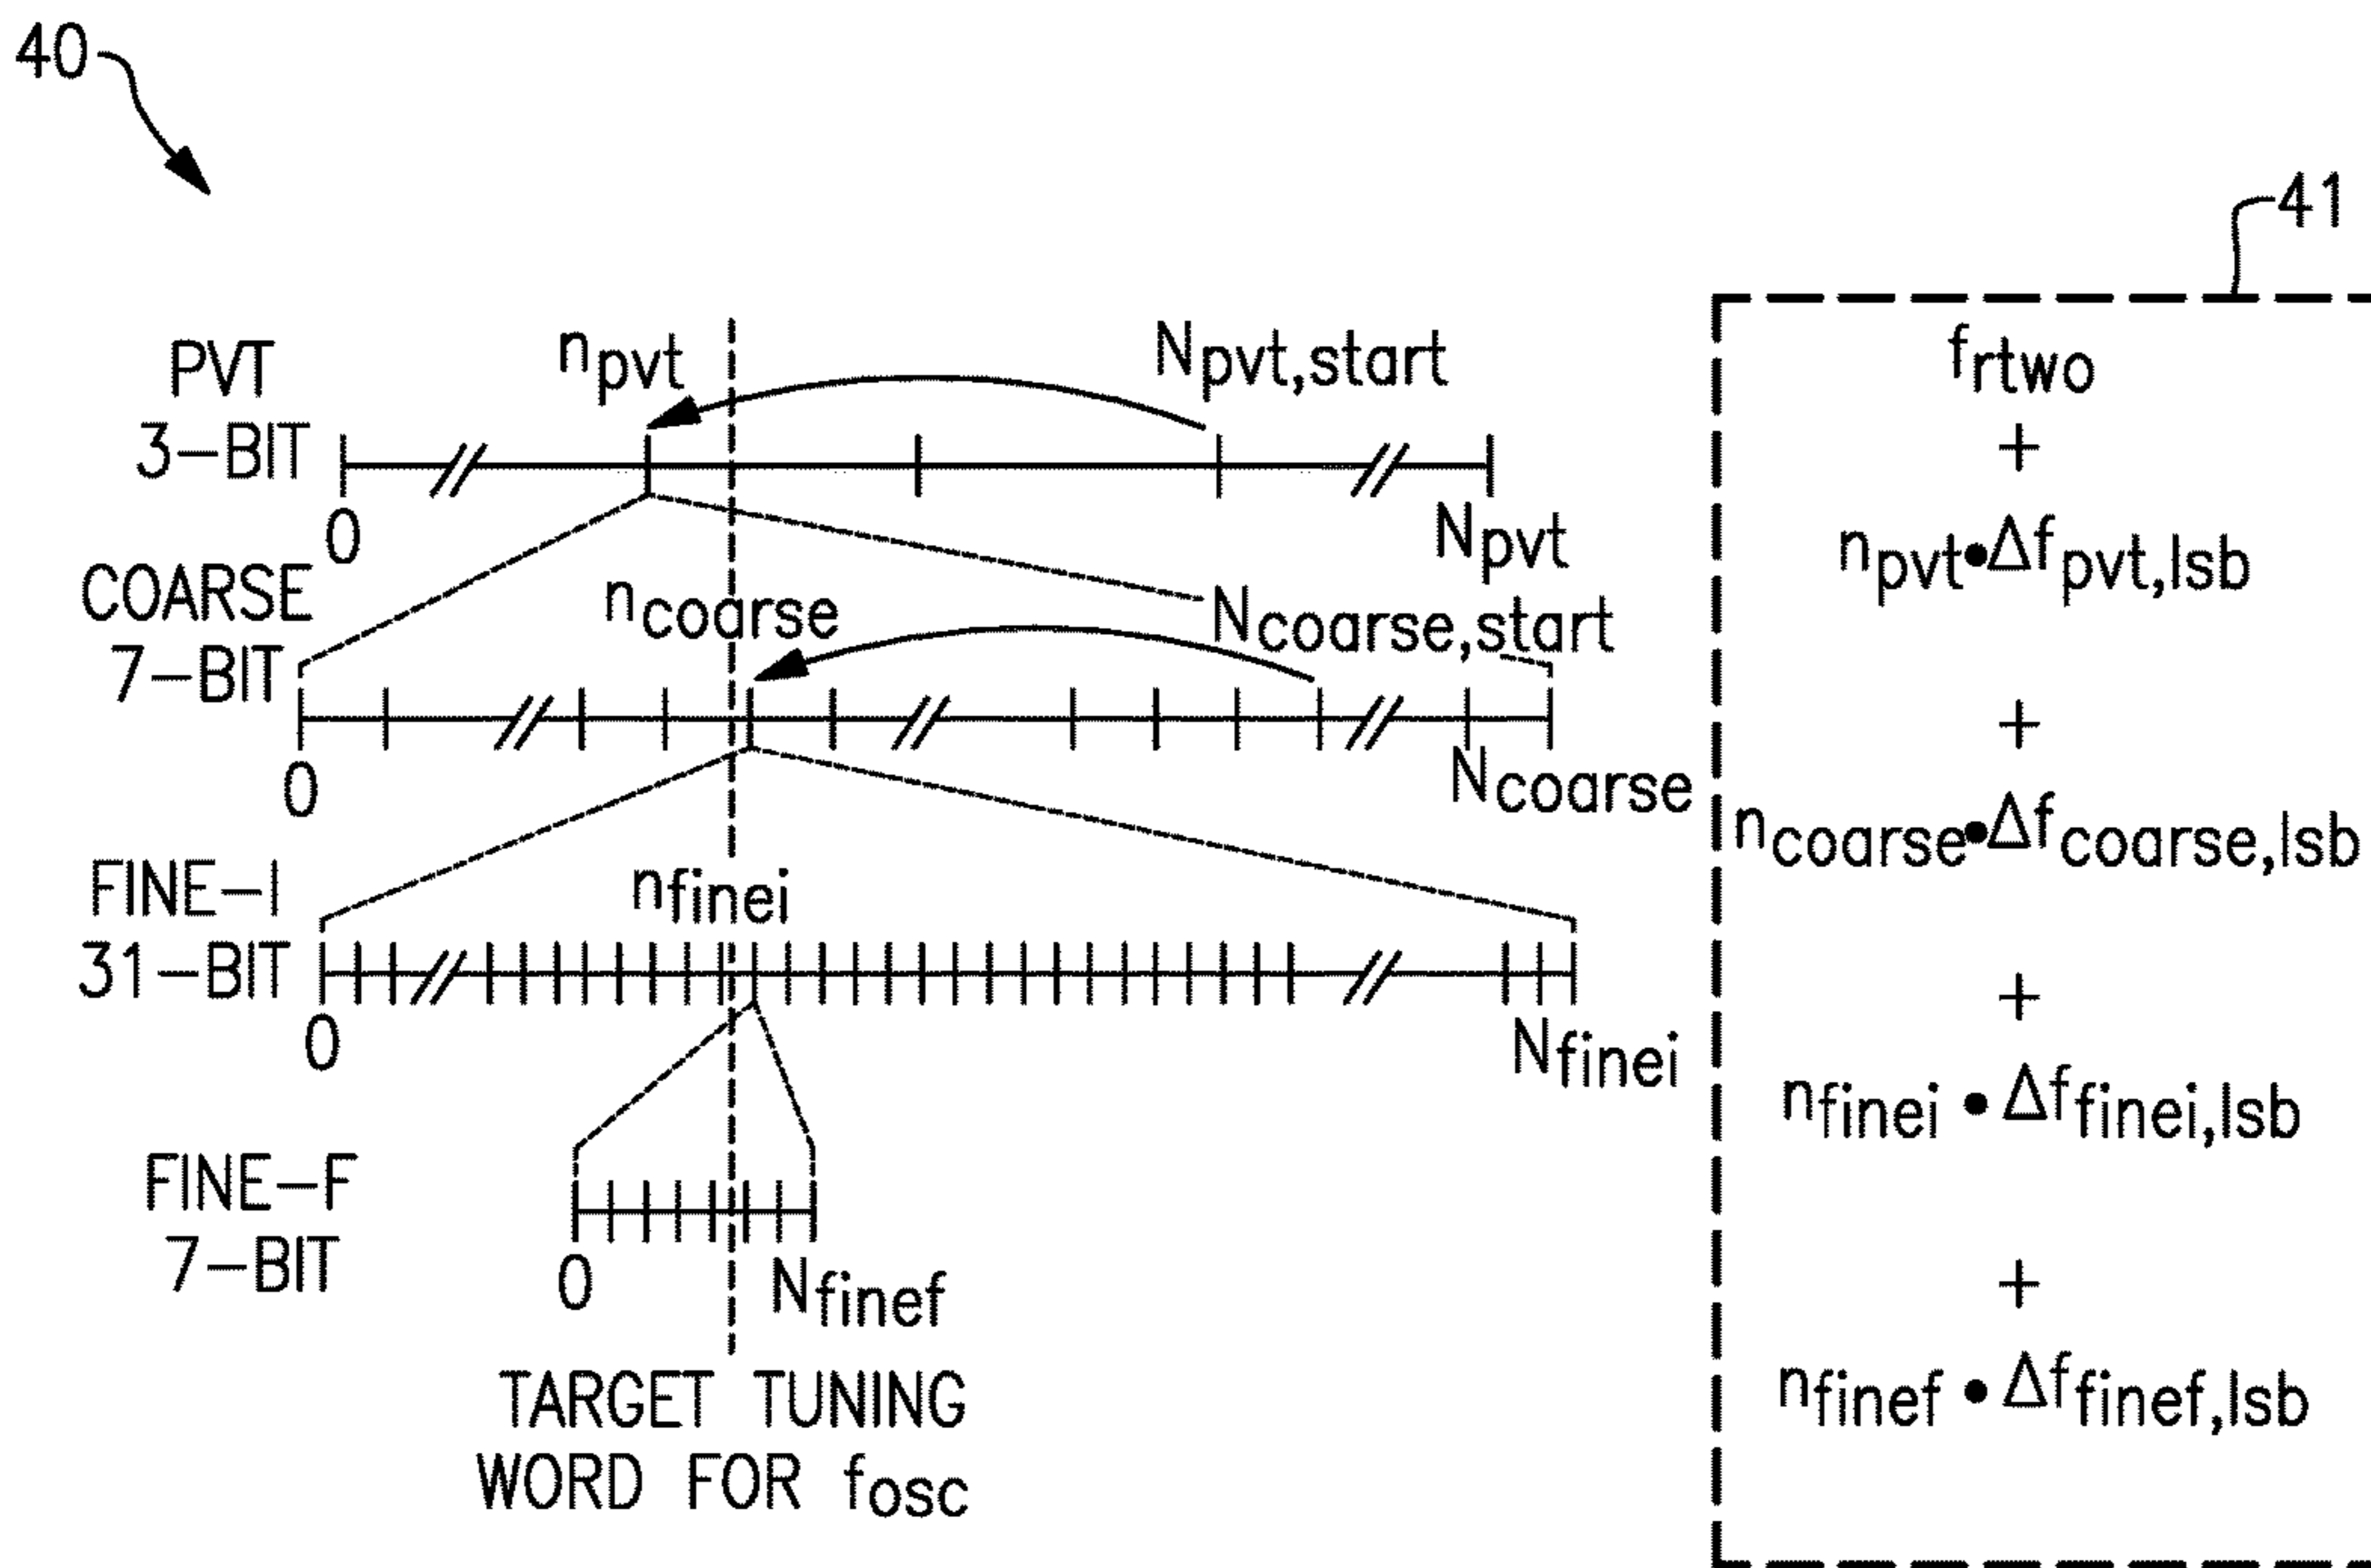 40
41
PVT
3-BIT
npvt
Npvt,start
0
Npvt
COARSE
7-BIT
ncoarse
Ncoarse,start
0
Ncoarse
FINE-I
31-BIT
nfinei
0
Nfinei
FINE-F
7-BIT
0
Nfinef
TARGET TUNING
WORD FOR fosc
frtwo
+
npvt•Δfpvt,lsb
+
ncoarse•Δfcoarse,lsb
+
nfinei • Δffinei,lsb
+
nfinef • Δffinef,lsb